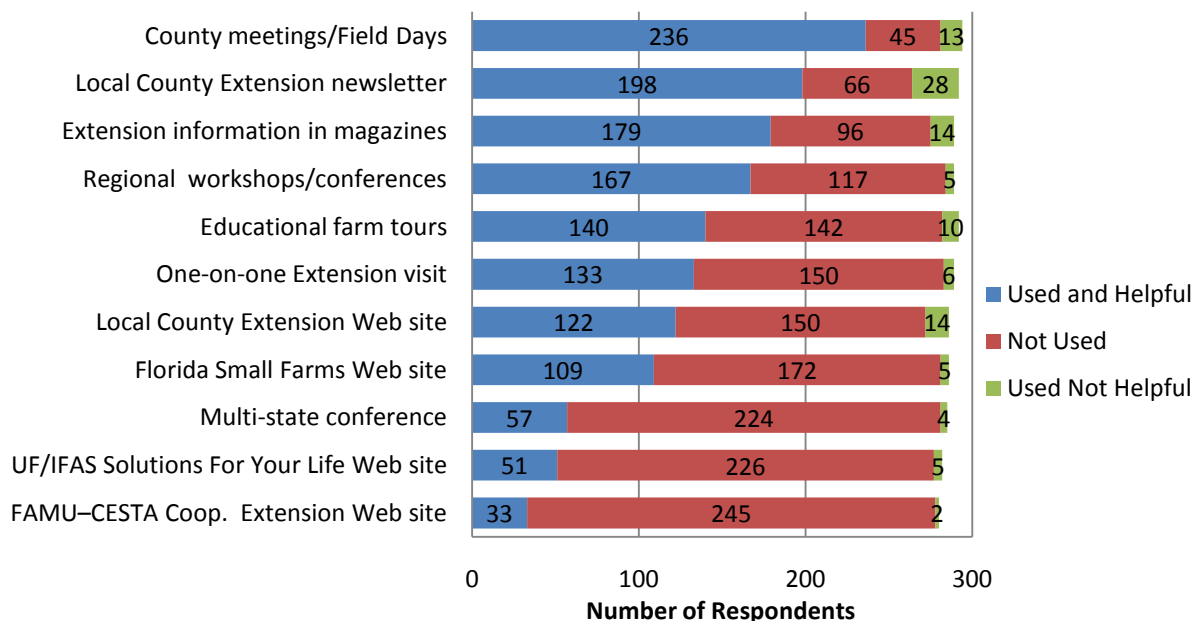 County meetings/Field Days 236 45 13
Local County Extension newsletter 198 66 28
Extension information in magazines 179 96 14
Regional workshops/conferences 167 117 5
Educational farm tours 140 142 10
One-on-one Extension visit 133 150 6
Local County Extension Web site 122 150 14
Florida Small Farms Web site 109 172 5
Multi-state conference 57 224 4
UF/IFAS Solutions For Your Life Web site 51 226 5
FAMU–CESTA Coop. Extension Web site 33 245 2
0 100 200 300
Number of Respondents
Used and Helpful
Not Used
Used Not Helpful